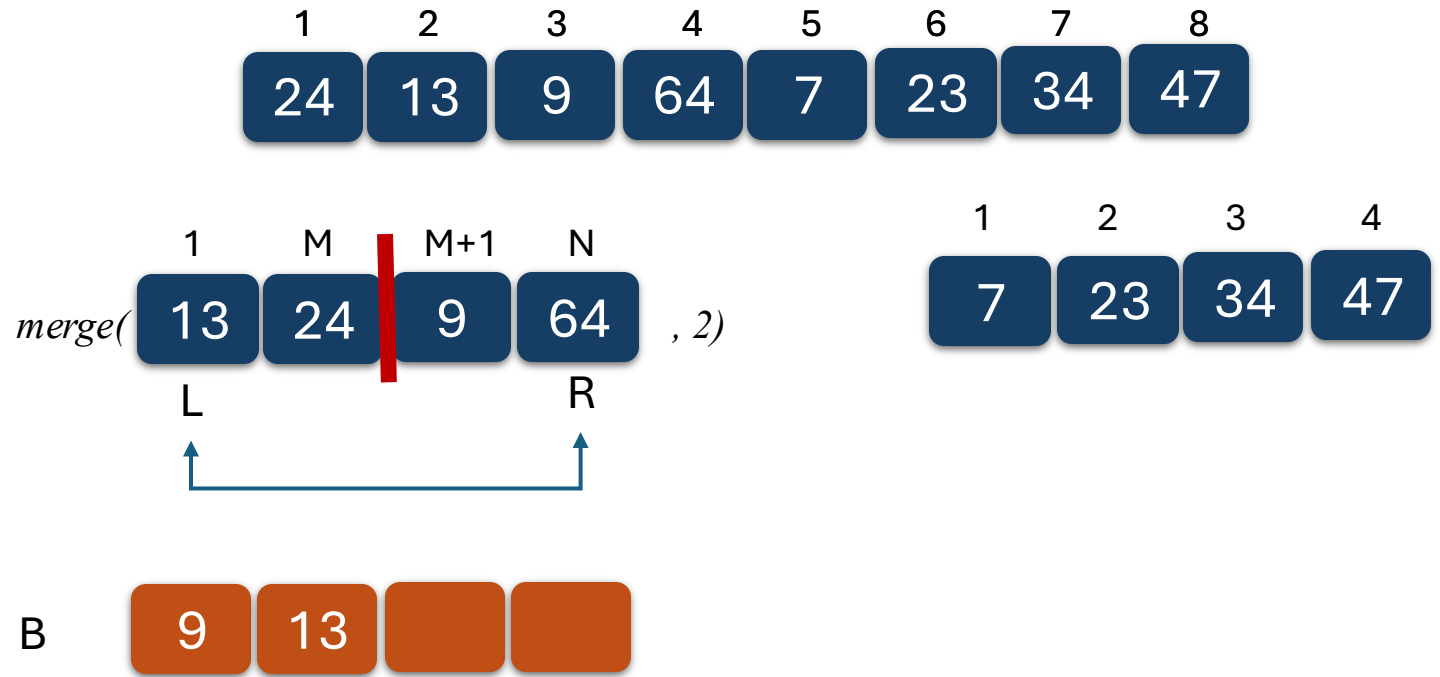 1 2 3 4 5 6 7 8
24 13 9 64 7 23 34 47
1 M M+1 N
merge( 13 24 9 64 , 2)
L R
1 2 3 4
7 23 34 47
B 9 13